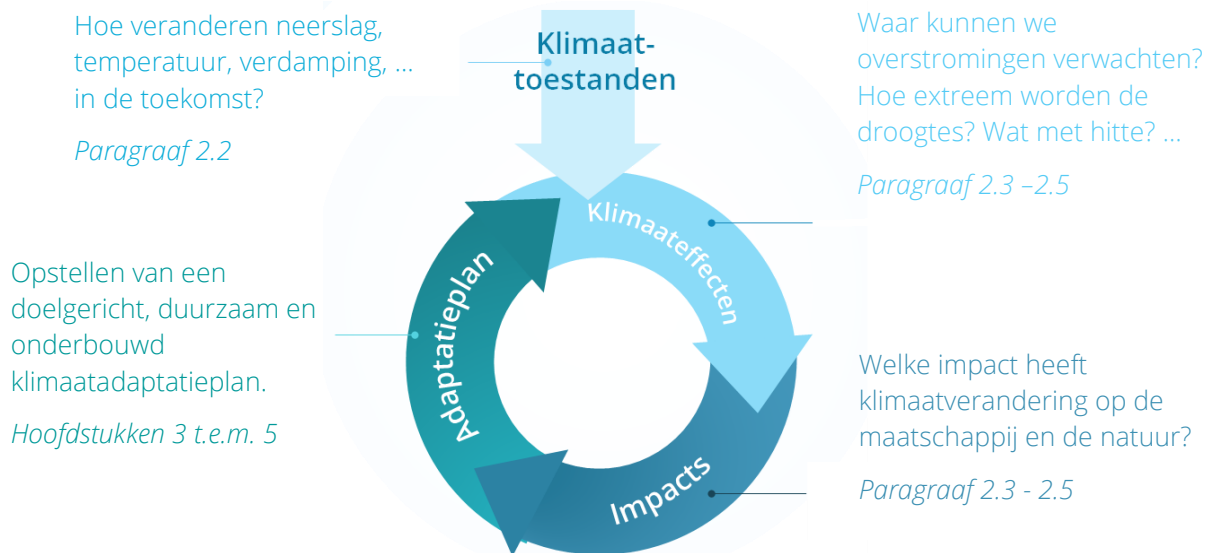 Hoe veranderen neerslag,
temperatuur, verdamping, ...
in de toekomst?
Paragraaf 2.2
Klimaat-
toestanden
Waar kunnen we
overstromingen verwachten?
Hoe extreem worden de
droogtes? Wat met hitte? ...
Paragraaf 2.3 –2.5
Klimaateffecten
Adaptatieplan
Opstellen van een
doelgericht, duurzaam en
onderbouwd
klimaatadaptatieplan.
Hoofdstukken 3 t.e.m. 5
Impacts
Welke impact heeft
klimaatverandering op de
maatschappij en de natuur?
Paragraaf 2.3 - 2.5